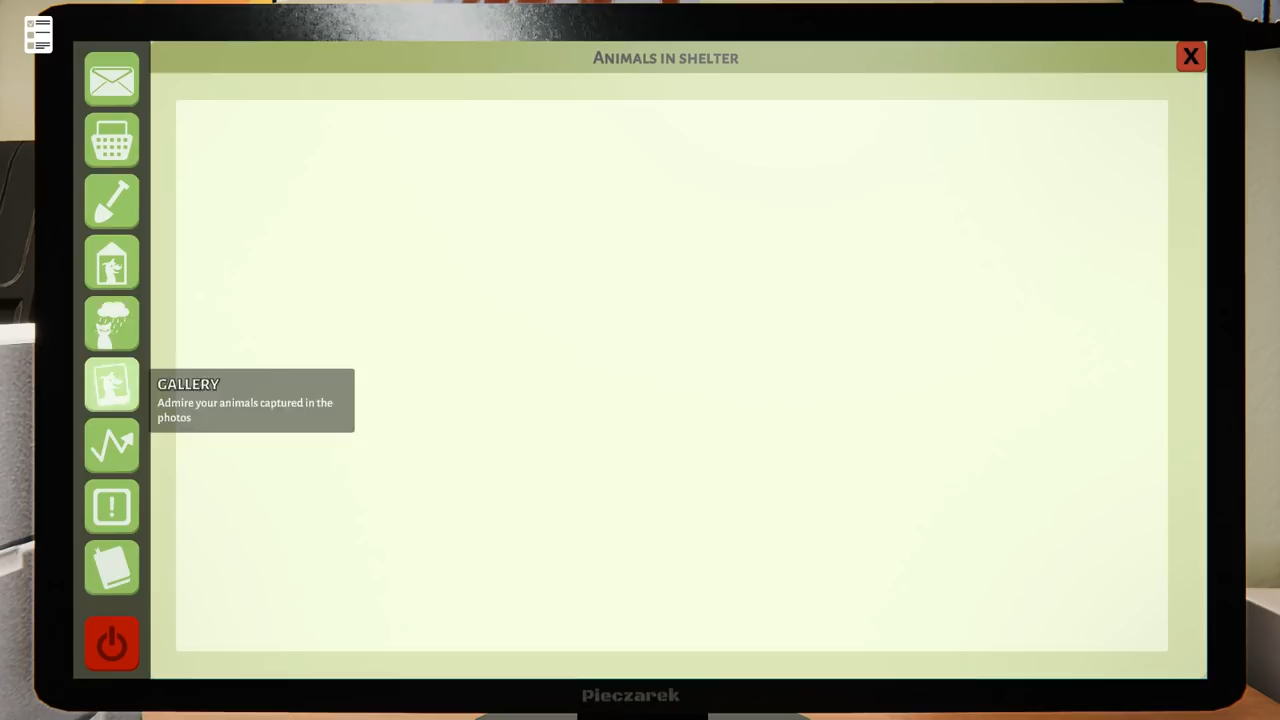 ANIMALS IN SHELTER
X
GALLERY
Admire your animals captured in the
photos
!
Pieczarek